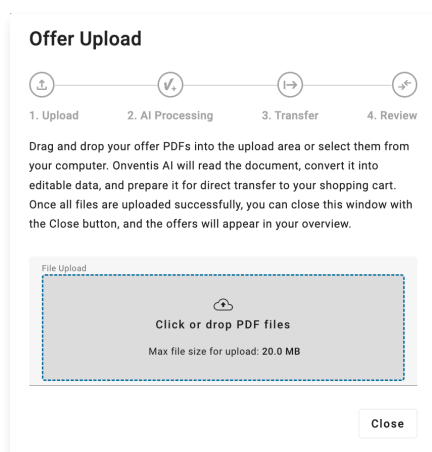 Offer Upload
1. Upload
2. AI Processing
3. Transfer
4. Review
Drag and drop your offer PDFs into the upload area or select them from
your computer. Onventis AI will read the document, convert it into
editable data, and prepare it for direct transfer to your shopping cart.
Once all files are uploaded successfully, you can close this window with
the Close button, and the offers will appear in your overview.
File Upload
Click or drop PDF files
Max file size for upload: 20.0 MB
Close